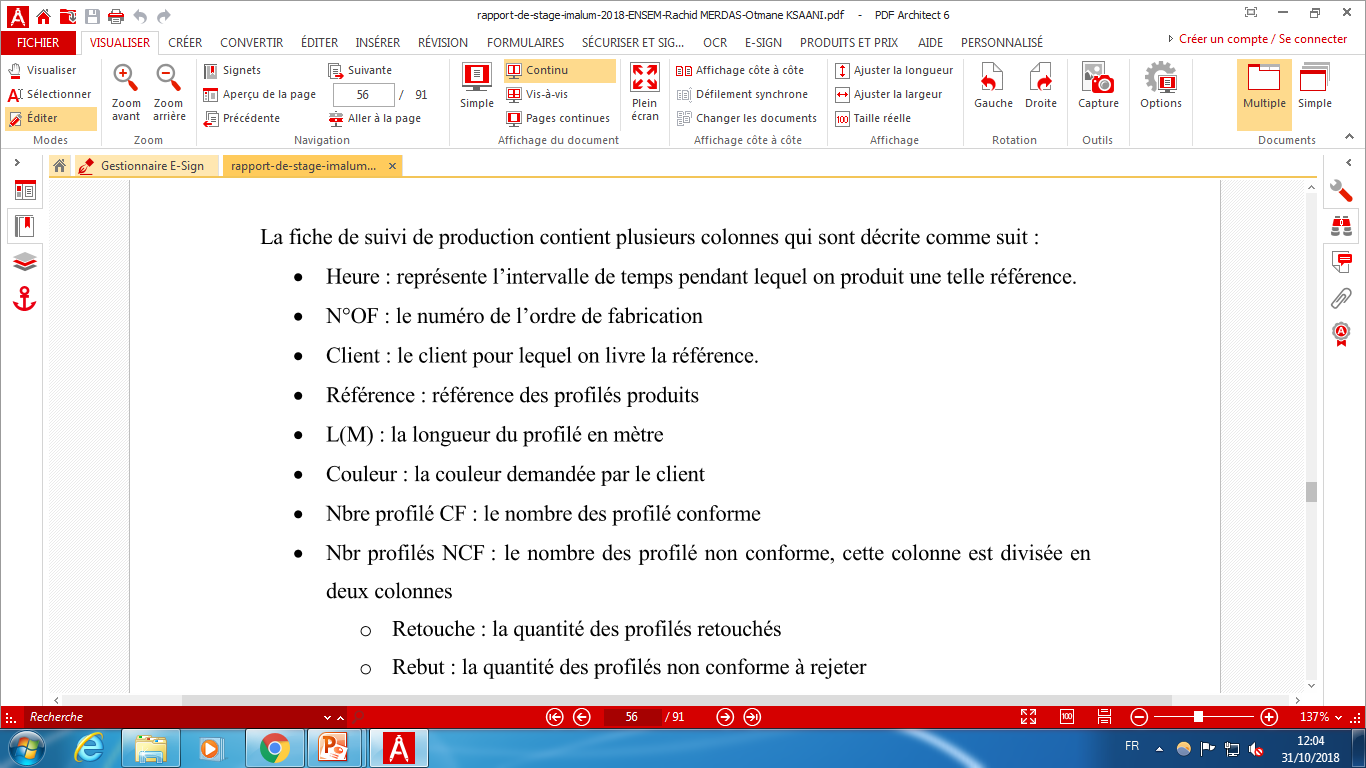 rapport-de-stage-imalum-2018-ENSEM-Rachid MERDAS-Otmane KSAANI.pdf - PDF Architect 6
FICHIER VISUALISER CRÉER CONVERTIR ÉDITER INSÉRER RÉVISION FORMULAIRES SÉCURISER ET SIG... OCR E-SIGN PRODUITS ET PRIX AIDE PERSONNALISÉ Créer un compte / Se connecter
Visualiser
Sélectionner
Éditer
Modes
Zoom avant
Zoom arrière
Zoom
Signets
Aperçu de la page
Précédente
Suivante
56 / 91
Aller à la page
Navigation
Simple
Continu
Vis-à-vis
Pages continues
Affichage du document
Plein écran
Affichage côte à côte
Défilement synchrone
Changer les documents
Affichage côte à côte
Ajuster la longueur
Ajuster la largeur
100 Taille réelle
Affichage
Gauche
Droite
Rotation
Capture
Outils
Options
Multiple
Simple
Documents
Gestionnaire E-Sign
rapport-de-stage-imalum... ×
La fiche de suivi de production contient plusieurs colonnes qui sont décrite comme suit :
• Heure : représente l’intervalle de temps pendant lequel on produit une telle référence.
• N°OF : le numéro de l’ordre de fabrication
• Client : le client pour lequel on livre la référence.
• Référence : référence des profilés produits
• L(M) : la longueur du profilé en mètre
• Couleur : la couleur demandée par le client
• Nbre profilé CF : le nombre des profilé conforme
• Nbr profilés NCF : le nombre des profilé non conforme, cette colonne est divisée en
deux colonnes
o Retouche : la quantité des profilés retouchés
o Rebut : la quantité des profilés non conforme à rejeter
Recherche
56 / 91
100
137%
FR
12:04
31/10/2018